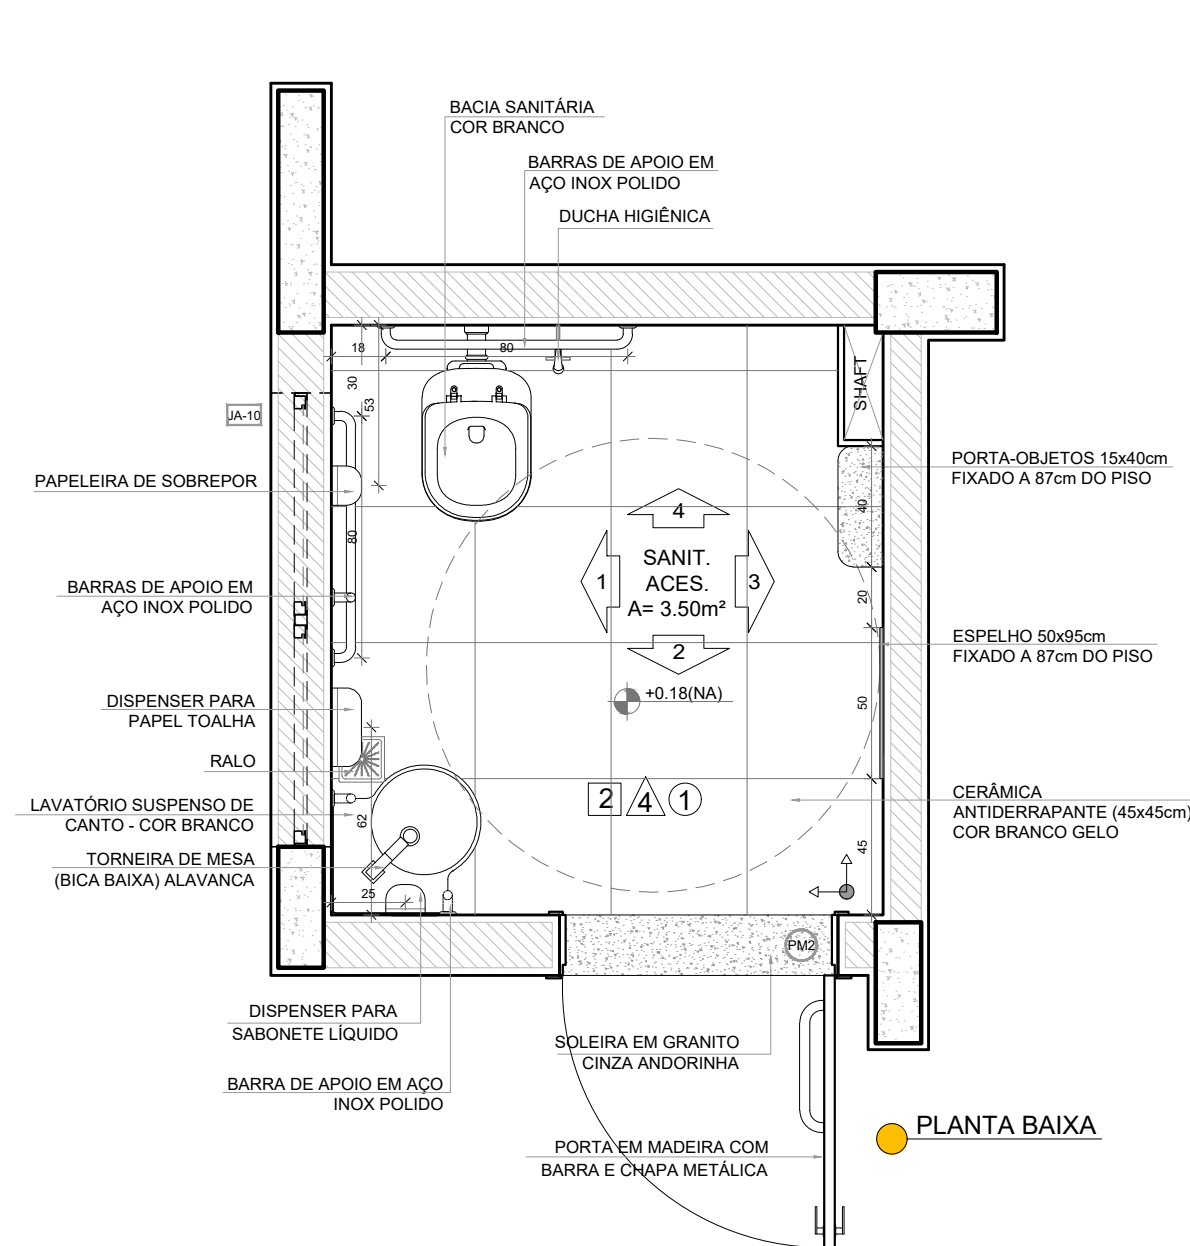 BACIA SANITÁRIA
COR BRANCO
BARRAS DE APOIO EM
AÇO INOX POLIDO
DUCHA HIGIÊNICA
18
80
30
53
SHAFT
JA-10
PAPELEIRA DE SOBREPOR
PORTA-OBJETOS 15x40cm
FIXADO A 87cm DO PISO
40
4
80
SANIT.
ACES.
A= 3.50m²
1
3
2
BARRAS DE APOIO EM
AÇO INOX POLIDO
20
ESPELHO 50x95cm
FIXADO A 87cm DO PISO
+0.18(NA)
50
DISPENSER PARA
PAPEL TOALHA
RALO
LAVATÓRIO SUSPENSO DE
CANTO - COR BRANCO
62
2
4
1
CERÂMICA
ANTIDERRAPANTE (45x45cm)
COR BRANCO GELO
45
TORNEIRA DE MESA
(BICA BAIXA) ALAVANCA
25
PM2
DISPENSER PARA
SABONETE LÍQUIDO
SOLEIRA EM GRANITO
CINZA ANDORINHA
BARRA DE APOIO EM AÇO
INOX POLIDO
PORTA EM MADEIRA COM
BARRA E CHAPA METÁLICA
PLANTA BAIXA